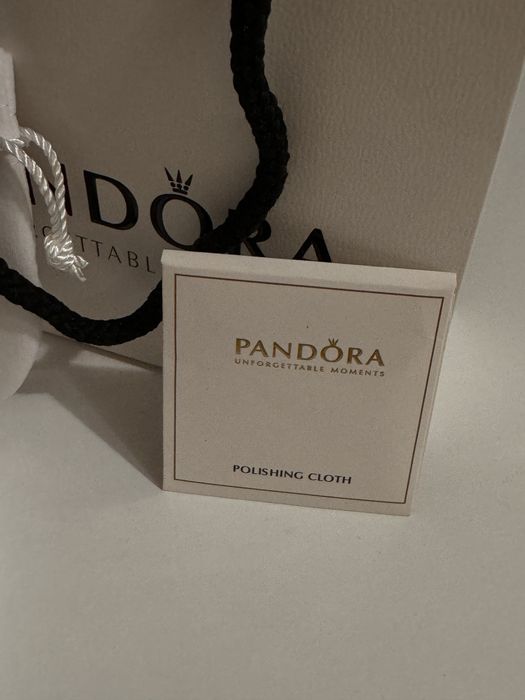 PANDORA
UNFORGETTABLE MOMENTS
POLISHING CLOTH